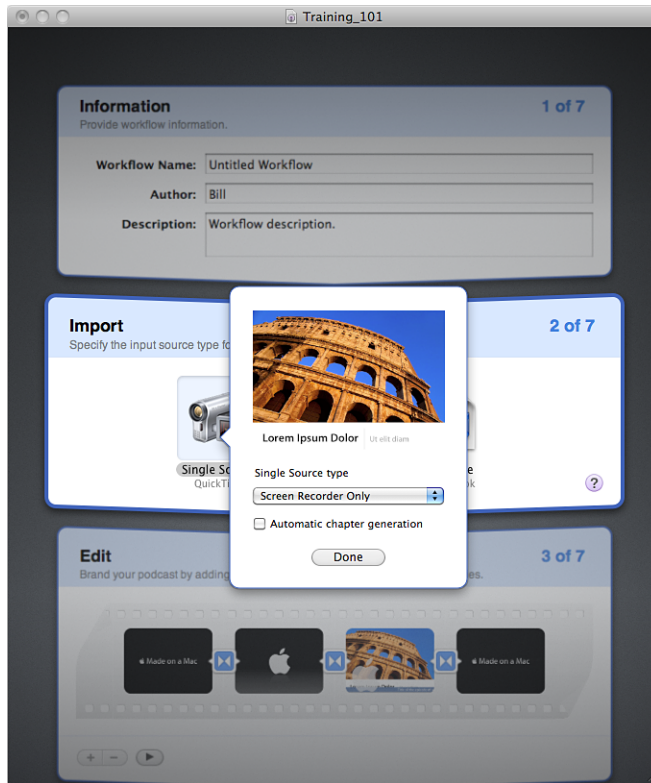 Training_101
Information
1 of 7
Provide workflow information.
Workflow Name: Untitled Workflow
Author: Bill
Description: Workflow description.
Import
2 of 7
Specify the input source type fo
Lorem Ipsum Dolor
Ut elit diam
Single So
QuickTi
Single Source type
Screen Recorder Only
Automatic chapter generation
Done
?
Edit
3 of 7
Brand your podcast by adding
Made on a Mac
Made on a Mac